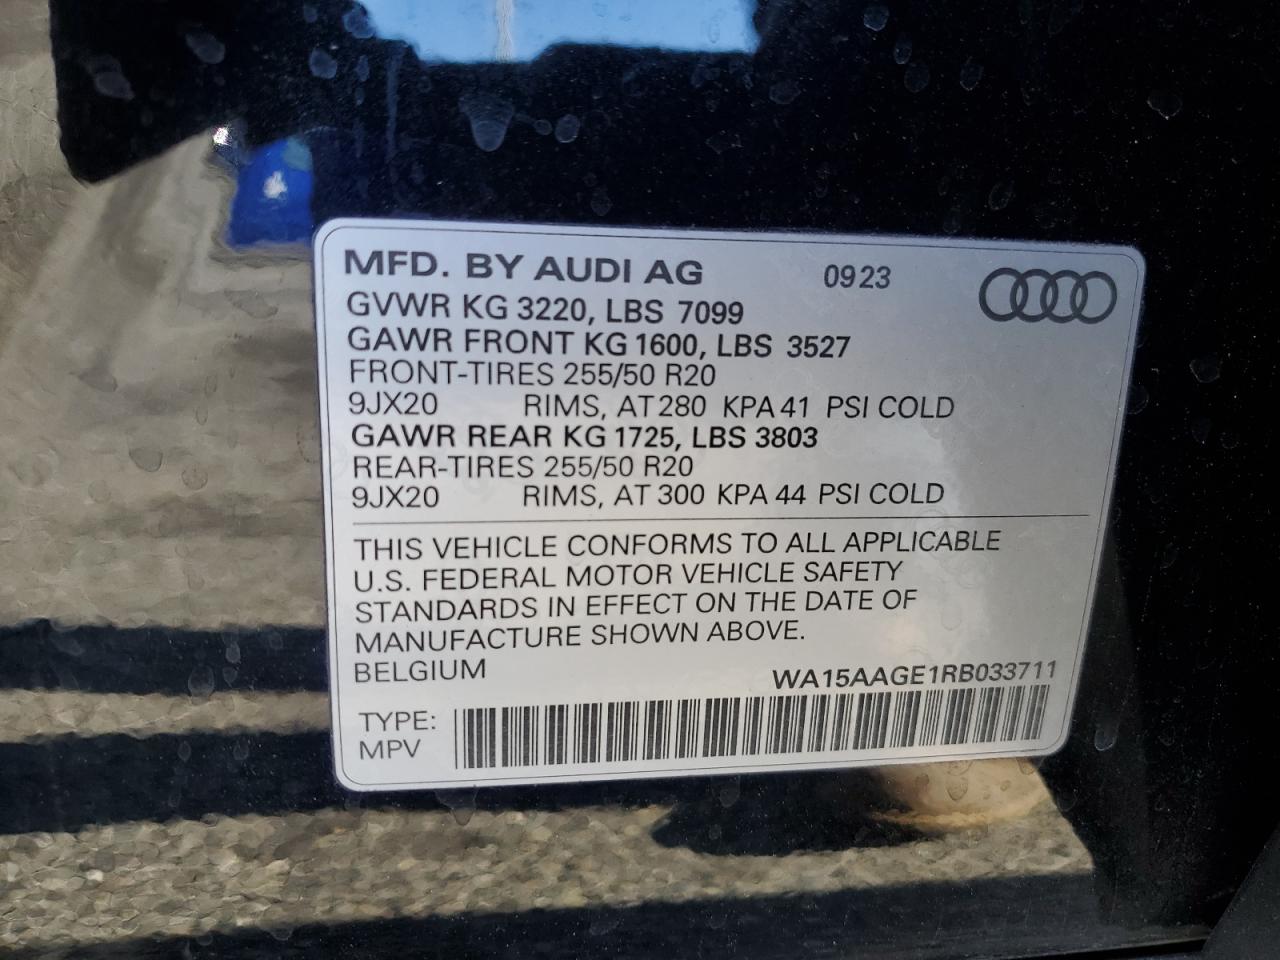 MFD. BY AUDI AG 0923
GVWR KG 3220, LBS 7099
GAWR FRONT KG 1600, LBS 3527
FRONT-TIRES 255/50 R20
9JX20 RIMS, AT 280 KPA 41 PSI COLD
GAWR REAR KG 1725, LBS 3803
REAR-TIRES 255/50 R20
9JX20 RIMS, AT 300 KPA 44 PSI COLD
THIS VEHICLE CONFORMS TO ALL APPLICABLE
U.S. FEDERAL MOTOR VEHICLE SAFETY
STANDARDS IN EFFECT ON THE DATE OF
MANUFACTURE SHOWN ABOVE.
BELGIUM WA15AAGE1RB033711
TYPE:
MPV